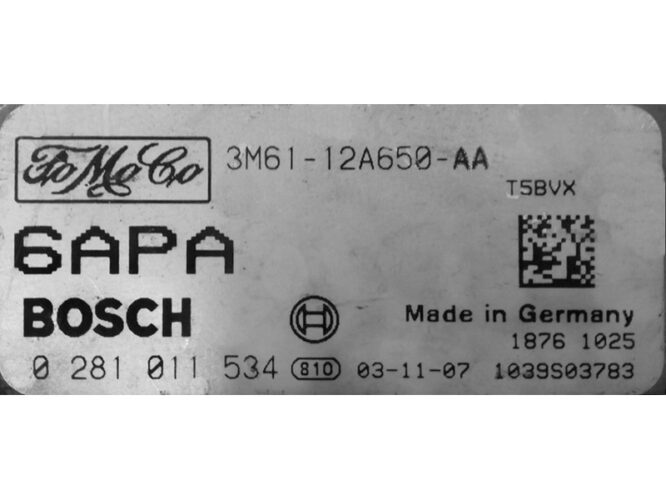 FoMoCo 3M61-12A650-AA
T5BVX
6APA
BOSCH
Made in Germany
1876 1025
0 281 011 534 810 03-11-07 1039S03783